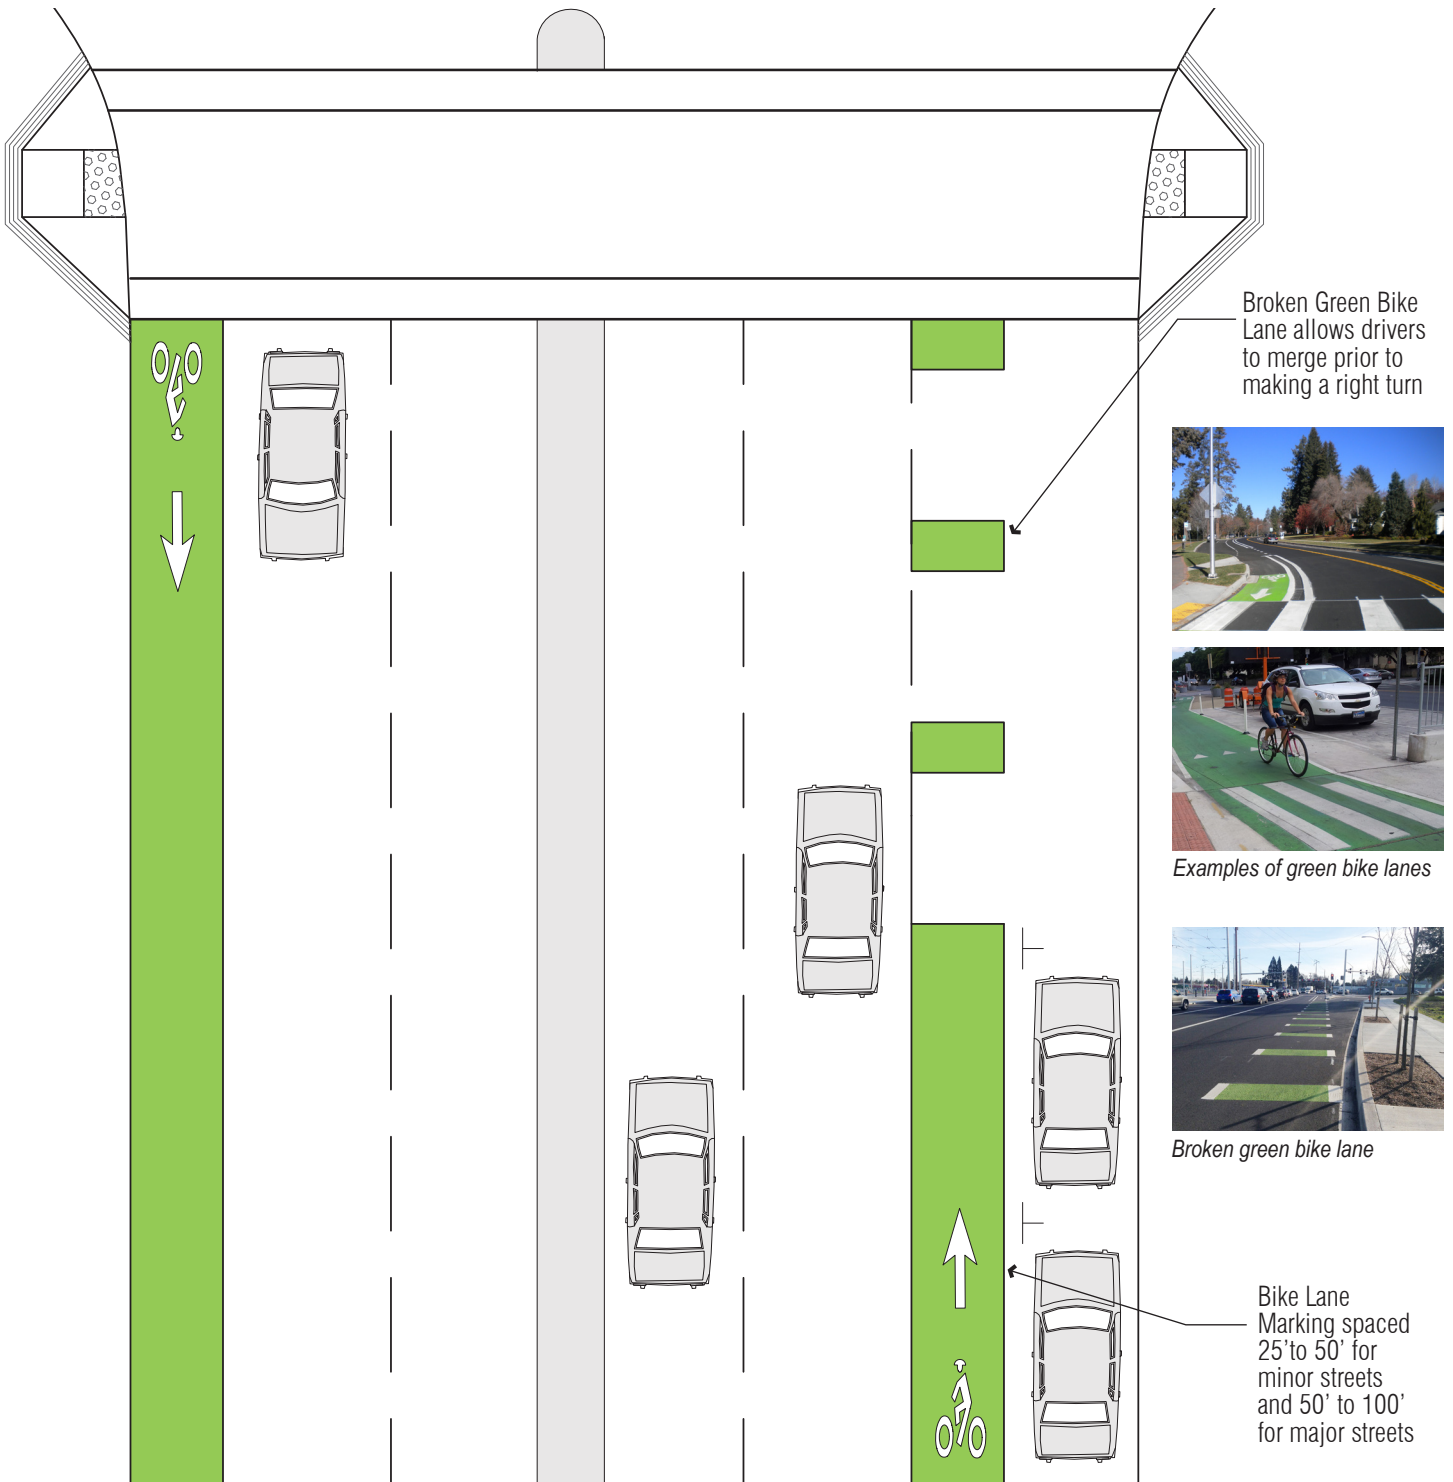 Broken Green Bike
Lane allows drivers
to merge prior to
making a right turn
Examples of green bike lanes
Broken green bike lane
Bike Lane
Marking spaced
25’to 50’ for
minor streets
and 50’ to 100’
for major streets